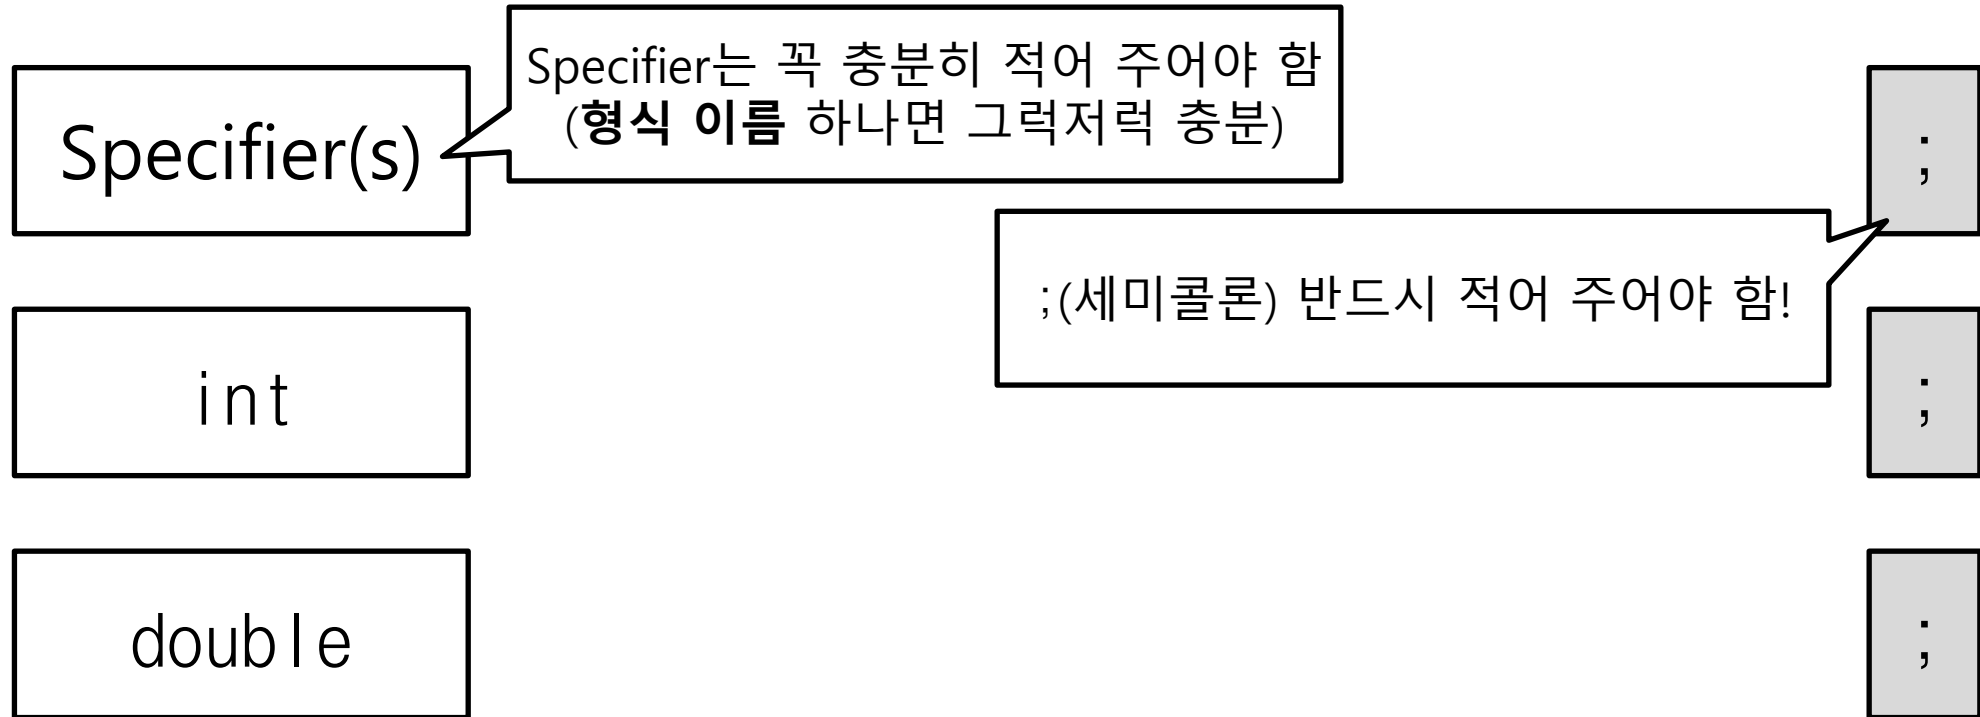 Specifier는 꼭 충분히 적어 주어야 함
(형식 이름 하나면 그럭저럭 충분)
Specifier(s)
;
;(세미콜론) 반드시 적어 주어야 함!
int
;
double
;